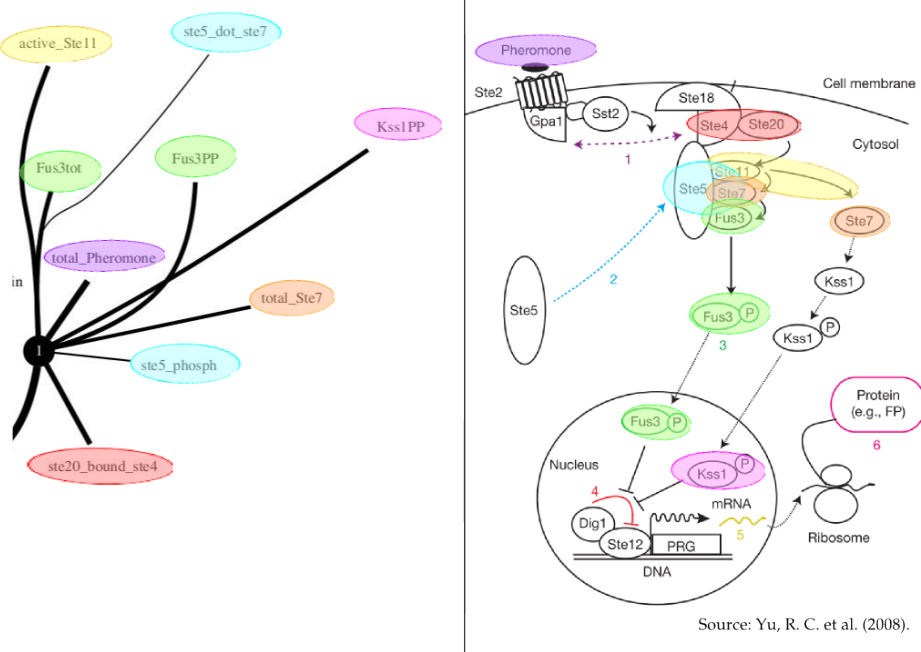 active_Ste11
ste5_dot_ste7
Kss1PP
Fus3tot
Fus3PP
total_Pheromone
in
total_Ste7
1
ste5_phosph
ste20_bound_ste4
Pheromone
Cell membrane
Ste2
Ste18
Gpa1
Sst2
Ste4
Ste20
Cytosol
1
Ste11
Ste5
Ste7
Fus3
Ste7
2
Kss1
Ste5
Fus3
P
P
Kss1
3
Protein
(e.g., FP)
Fus3
P
6
Nucleus
Kss1
P
4
mRNA
Dig1
5
Ste12
PRG
Ribosome
DNA
Source: Yu, R. C. et al. (2008).